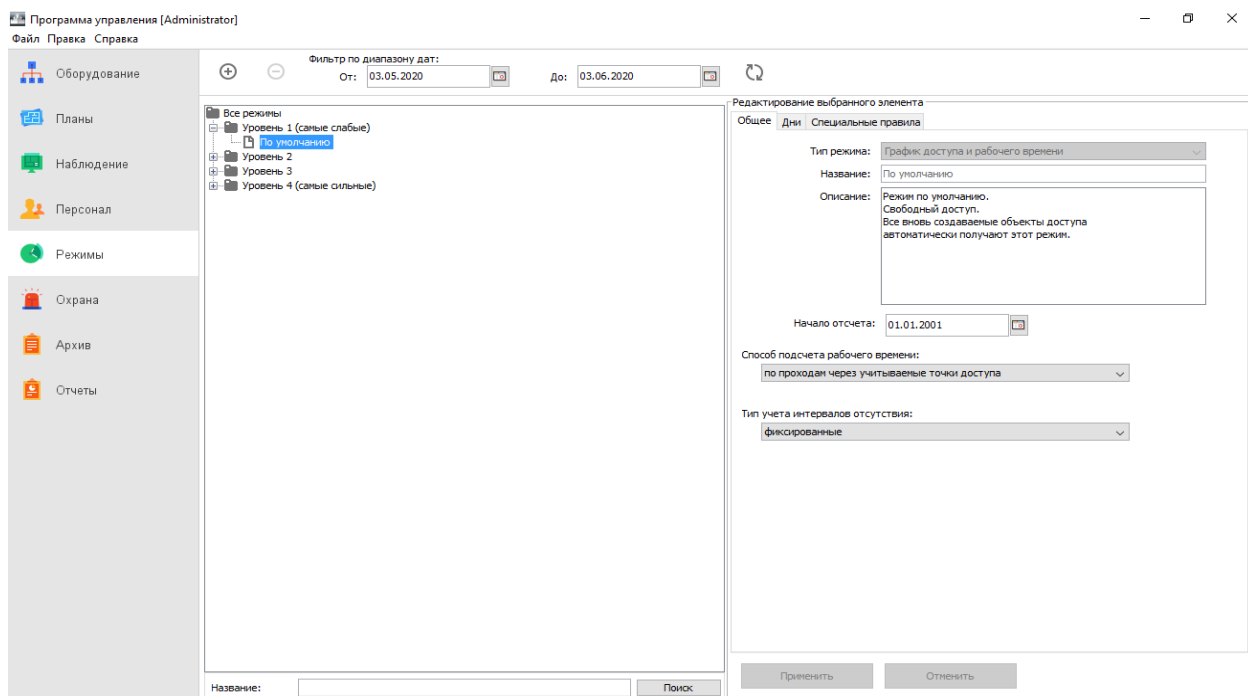 Программа управления [Administrator]
Файл Правка Справка
Оборудование
Планы
Наблюдение
Персонал
Режимы
Охрана
Архив
Отчеты
Фильтр по диапазону дат:
От: 03.05.2020 До: 03.06.2020
Все режимы
Уровень 1 (самые слабые)
По умолчанию
Уровень 2
Уровень 3
Уровень 4 (самые сильные)
Название: Поиск
Редактирование выбранного элемента
Общее Дни Специальные правила
Тип режима: График доступа и рабочего времени
Название: По умолчанию
Описание: Режим по умолчанию.
Свободный доступ.
Все вновь создаваемые объекты доступа
автоматически получают этот режим.
Начало отсчета: 01.01.2001
Способ подсчета рабочего времени:
по проходам через учитываемые точки доступа
Тип учета интервалов отсутствия:
фиксированные
Применить Отменить